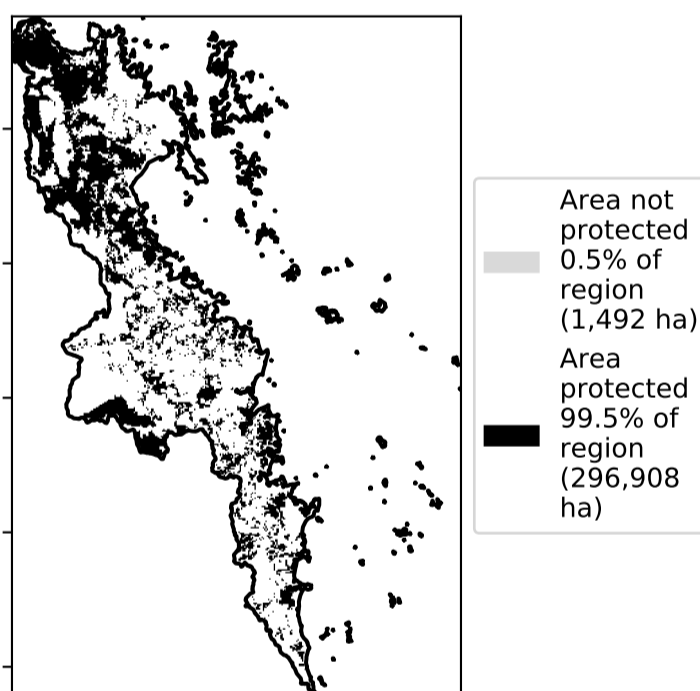 Area not
protected
0.5% of
region
(1,492 ha)
Area
protected
99.5% of
region
(296,908
ha)